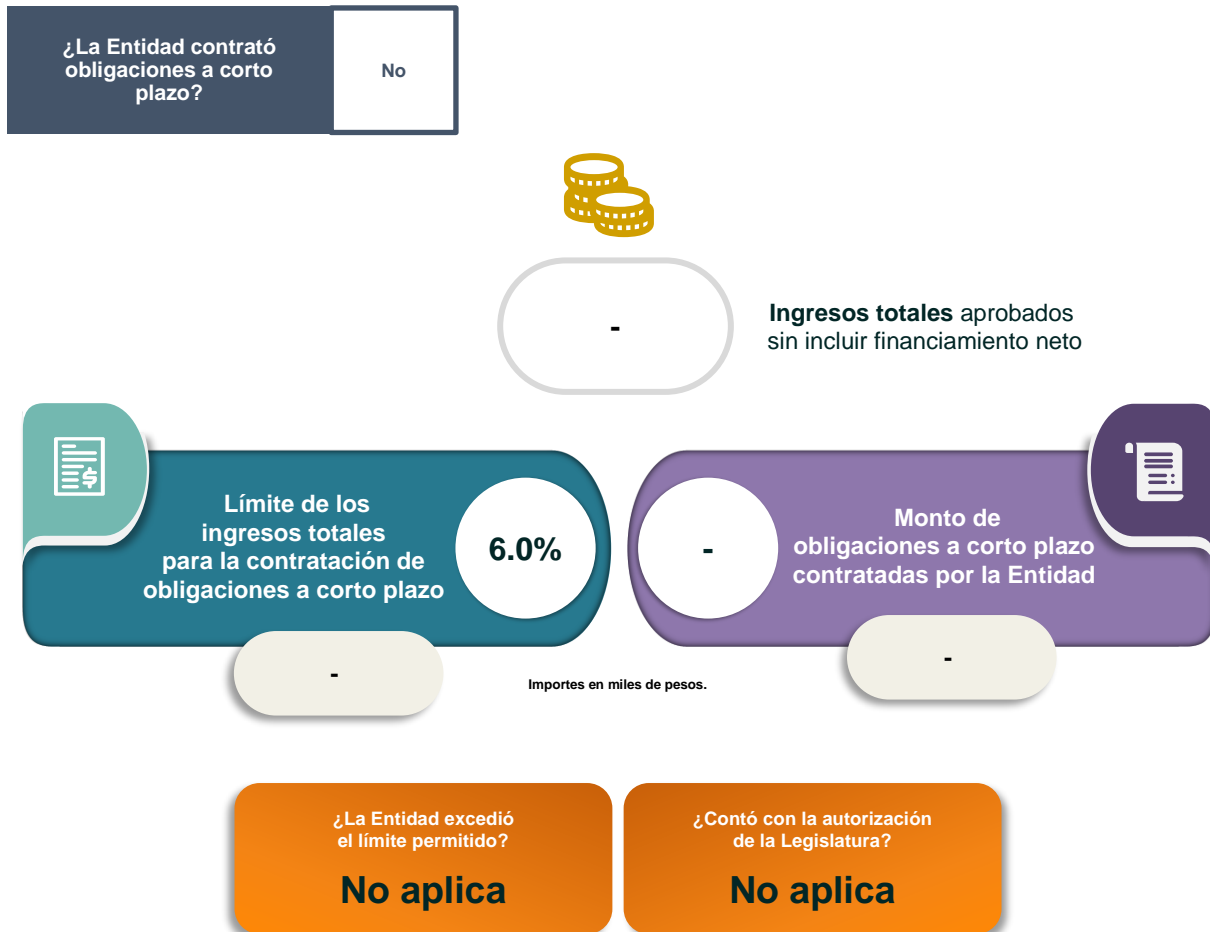 ¿La Entidad contrató
obligaciones a corto
plazo?
No
-
Ingresos totales aprobados
sin incluir financiamiento neto
Límite de los
ingresos totales
para la contratación de
obligaciones a corto plazo
6.0%
-
-
Monto de
obligaciones a corto plazo
contratadas por la Entidad
-
Importes en miles de pesos.
¿La Entidad excedió
el límite permitido?
No aplica
¿Contó con la autorización
de la Legislatura?
No aplica